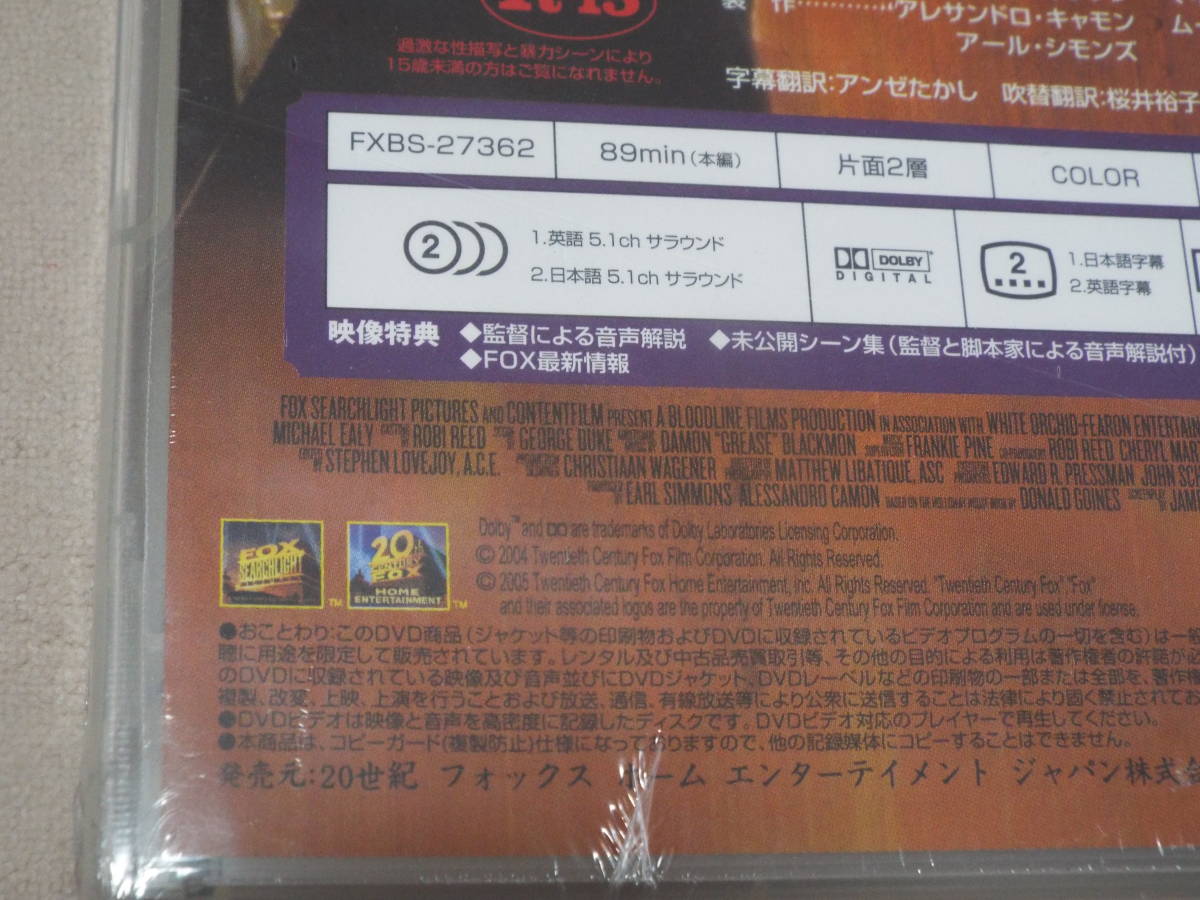 R-15
過激な性描写と暴力シーンにより
15歳未満の方はご覧になれません。
製 作‥‥‥‥アレサンドロ・キャモン
アール・シモンズ
字幕翻訳:アンゼたかし 吹替翻訳:桜井裕子
FXBS-27362
89min(本編)
片面2層
COLOR
2
1.英語 5.1ch サラウンド
2.日本語 5.1ch サラウンド
DOLBY
DIGITAL
2
1.日本語字幕
2.英語字幕
映像特典 ◆監督による音声解説 ◆未公開シーン集(監督と脚本家による音声解説付)
◆FOX最新情報
FOX SEARCHLIGHT PICTURES AND CONTENTFILM PRESENT A BLOODLINE FILMS PRODUCTION IN ASSOCIATION WITH WHITE ORCHID-FEARON ENTERTA
MICHAEL EALY ROBI REED GEORGE DUKE DAMON "GREASE" BLACKMON FRANKIE PINE ROBI REED CHERYL
STEPHEN LOVEJOY, A.C.E. CHRISTIAAN WAGENER MATTHEW LIBATIQUE, ASC EDWARD R. PRESSMAN JOHN
EARL SIMMONS ALESSANDRO CAMON DONALD GOINES
FOX
SEARCHLIGHT
TM
20TH
CENTURY
FOX
HOME
ENTERTAINMENT
TM
Dolby™ and are trademarks of Dolby Laboratories Licensing Corporation.
© 2004 Twentieth Century Fox Film Corporation. All Rights Reserved.
© 2005 Twentieth Century Fox Home Entertainment, Inc. All Rights Reserved. "Twentieth Century Fox" "Fox"
and their associated logos are the property of Twentieth Century Fox Film Corporation and are used under license.
●おことわり:このDVD商品(ジャケット等の印刷物およびDVDに収録されているビデオプログラムの一切を含む)は一
聴に用途を限定して販売されています。レンタル及び中古品売買取引等、その他の目的による利用は著作権者の許諾が必
のDVDに収録されている映像及び音声並びにDVDジャケット、DVDレーベルなどの印刷物の一部または全部を、著作権
複製、改変、上映、上演を行うことおよび放送、通信、有線放送等により公衆に送信することは法律により固く禁止されてお
●DVDビデオは映像と音声を高密度に記録したディスクです。DVDビデオ対応のプレイヤーで再生してください。
●本商品は、コピーガード(複製防止)仕様になっておりますので、他の記録媒体にコピーすることはできません。
発売元:20世紀 フォックス ホーム エンターテイメント ジャパン株式会